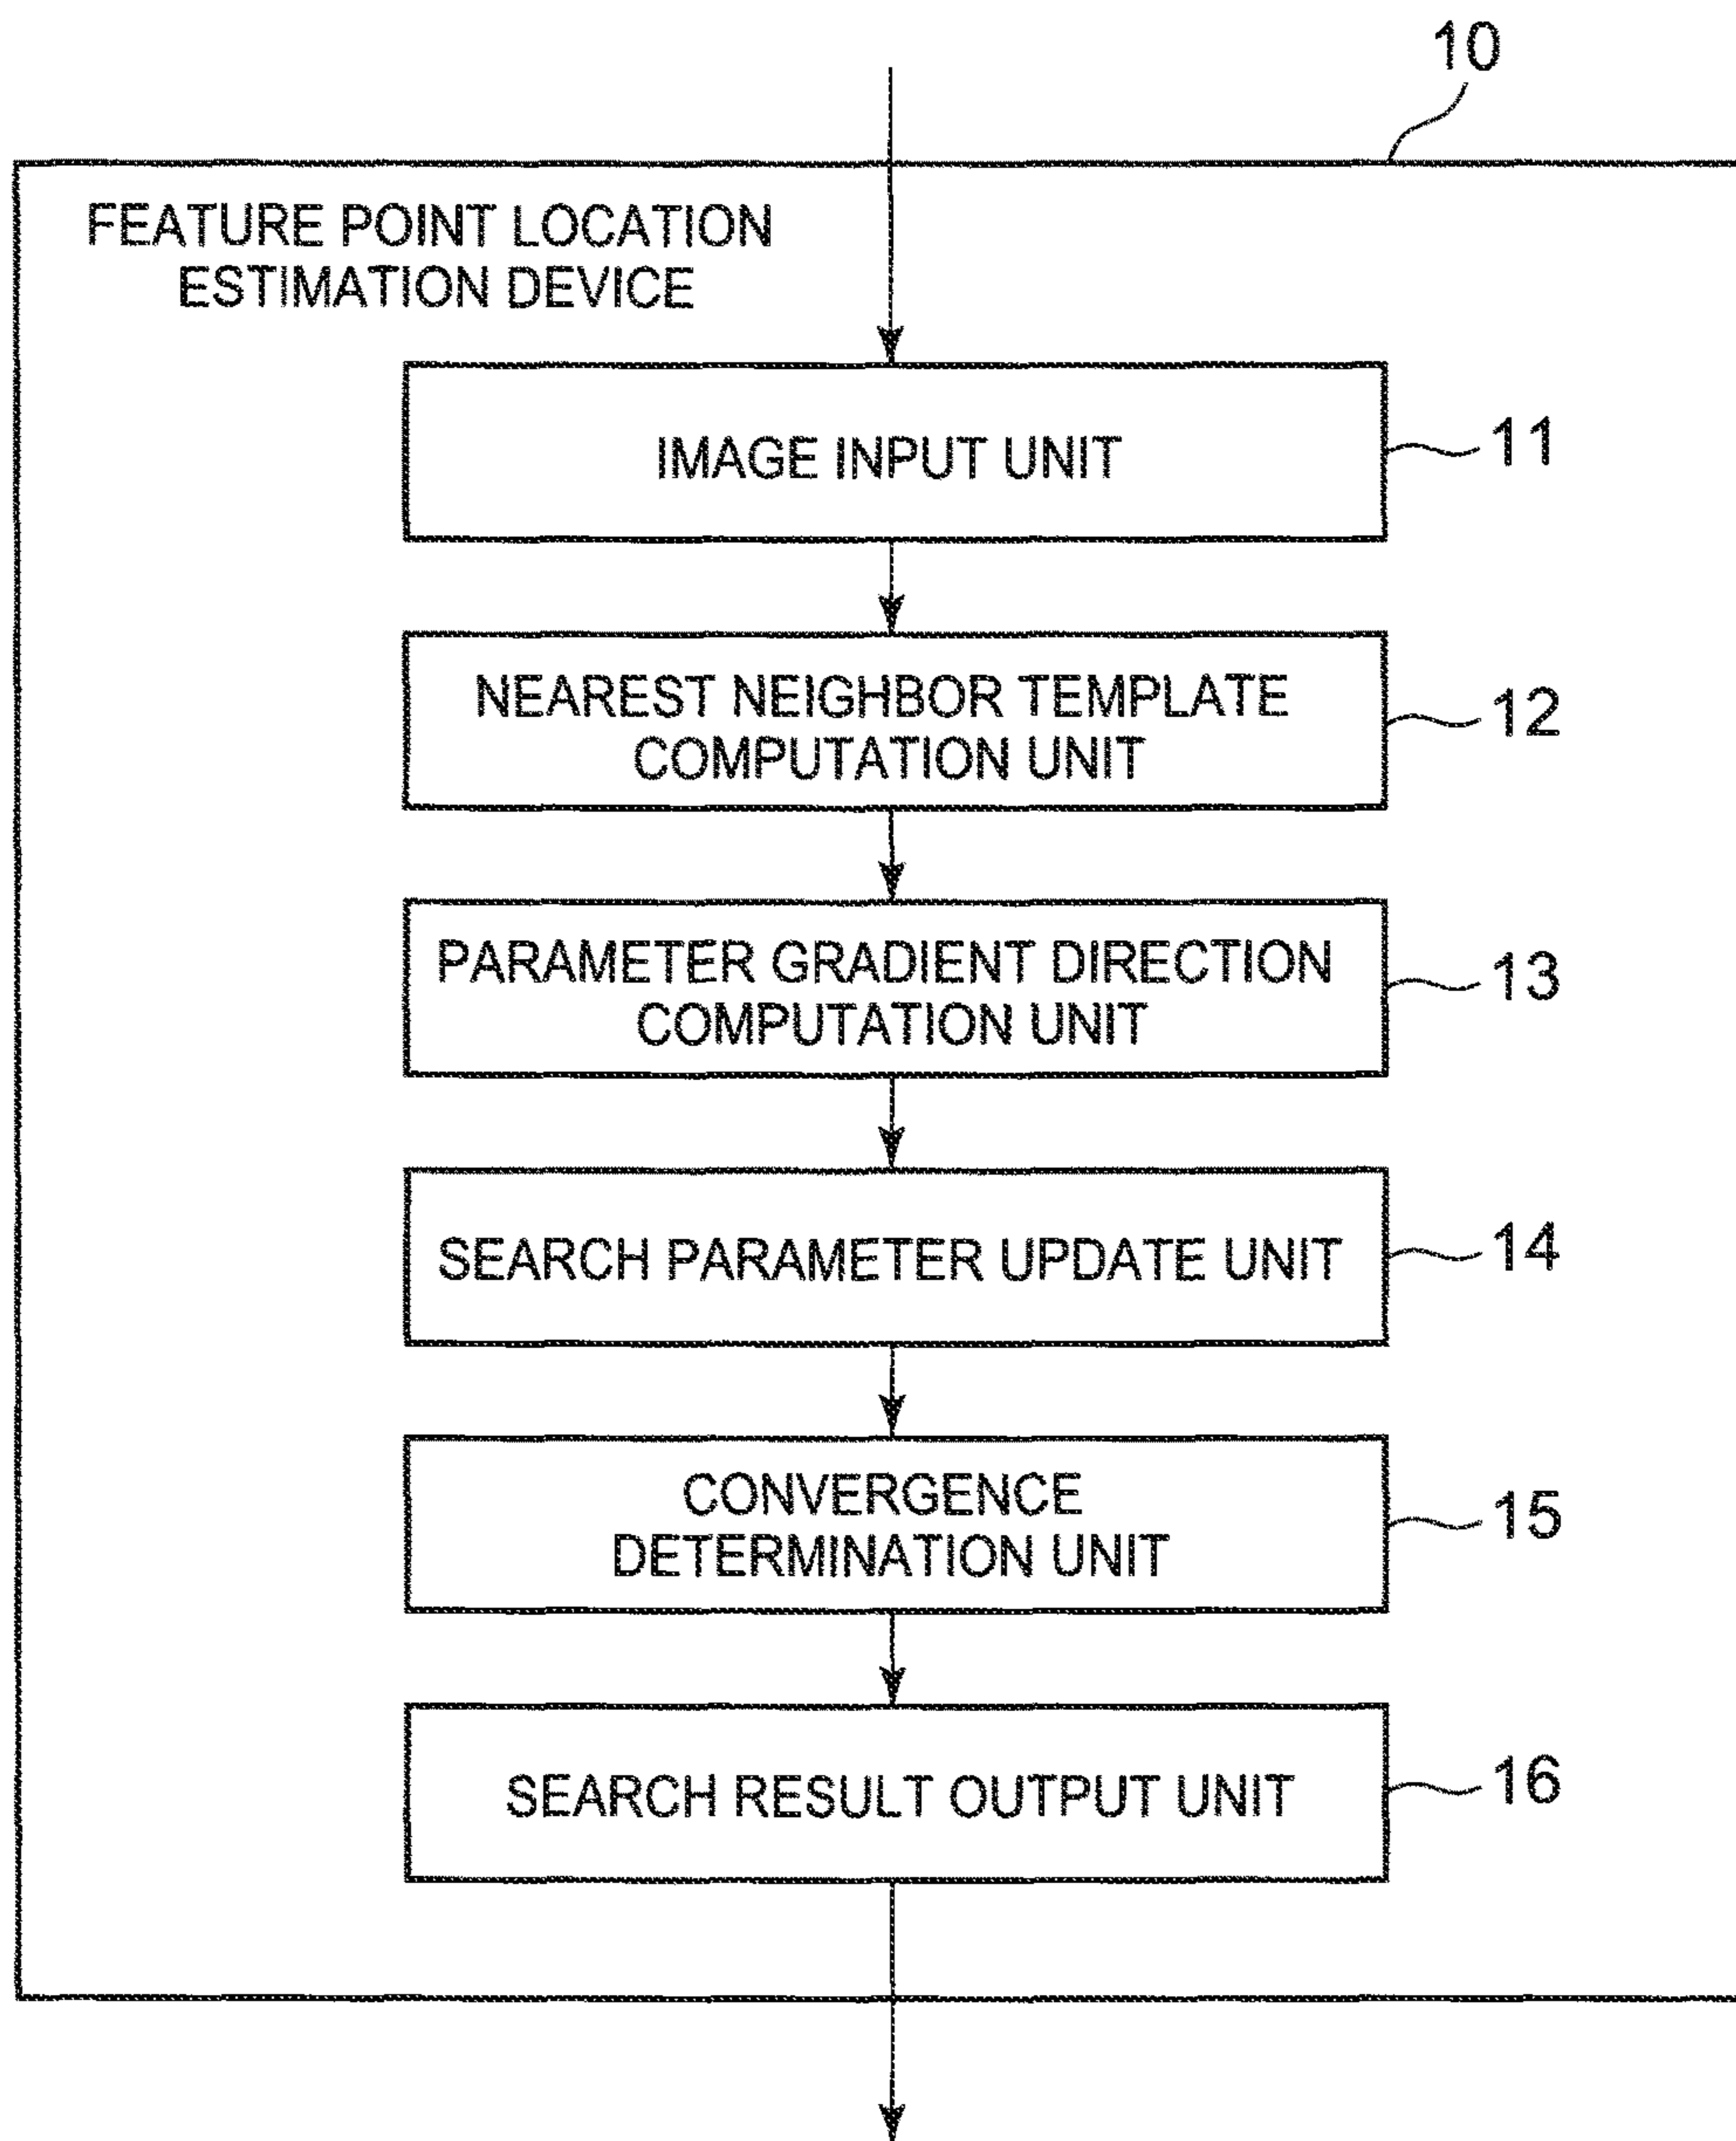 10
FEATURE POINT LOCATION
ESTIMATION DEVICE
IMAGE INPUT UNIT
11
NEAREST NEIGHBOR TEMPLATE
COMPUTATION UNIT
12
PARAMETER GRADIENT DIRECTION
COMPUTATION UNIT
13
SEARCH PARAMETER UPDATE UNIT
14
CONVERGENCE
DETERMINATION UNIT
15
SEARCH RESULT OUTPUT UNIT
16